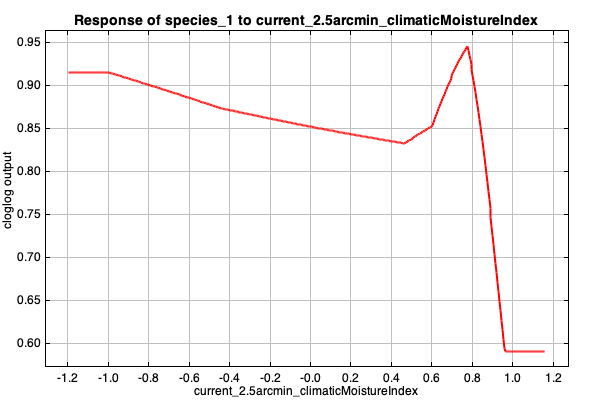 Response of species_1 to current_2.5arcmin_climaticMoistureIndex
cloglog output
0.95
0.90
0.85
0.80
0.75
0.70
0.65
0.60
-1.2 -1.0 -0.8 -0.6 -0.4 -0.2 -0.0 0.2 0.4 0.6 0.8 1.0 1.2
current_2.5arcmin_climaticMoistureIndex